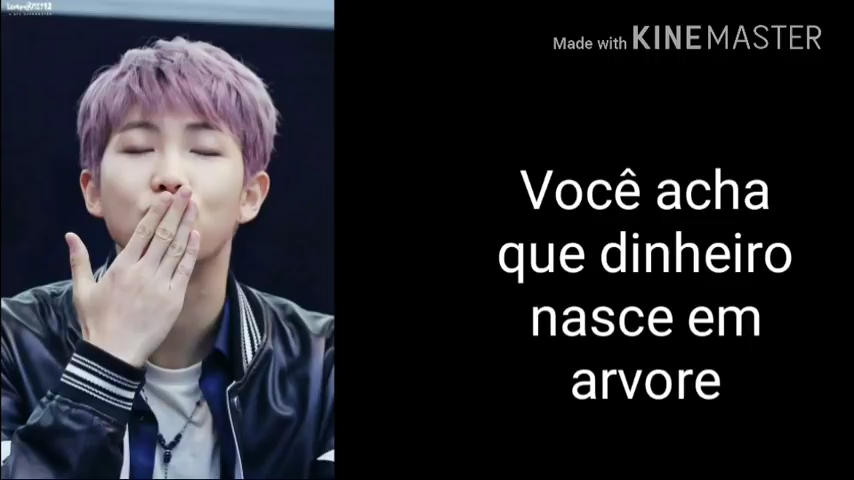 Made with KINEMASTER
Você acha
que dinheiro
nasce em
arvore